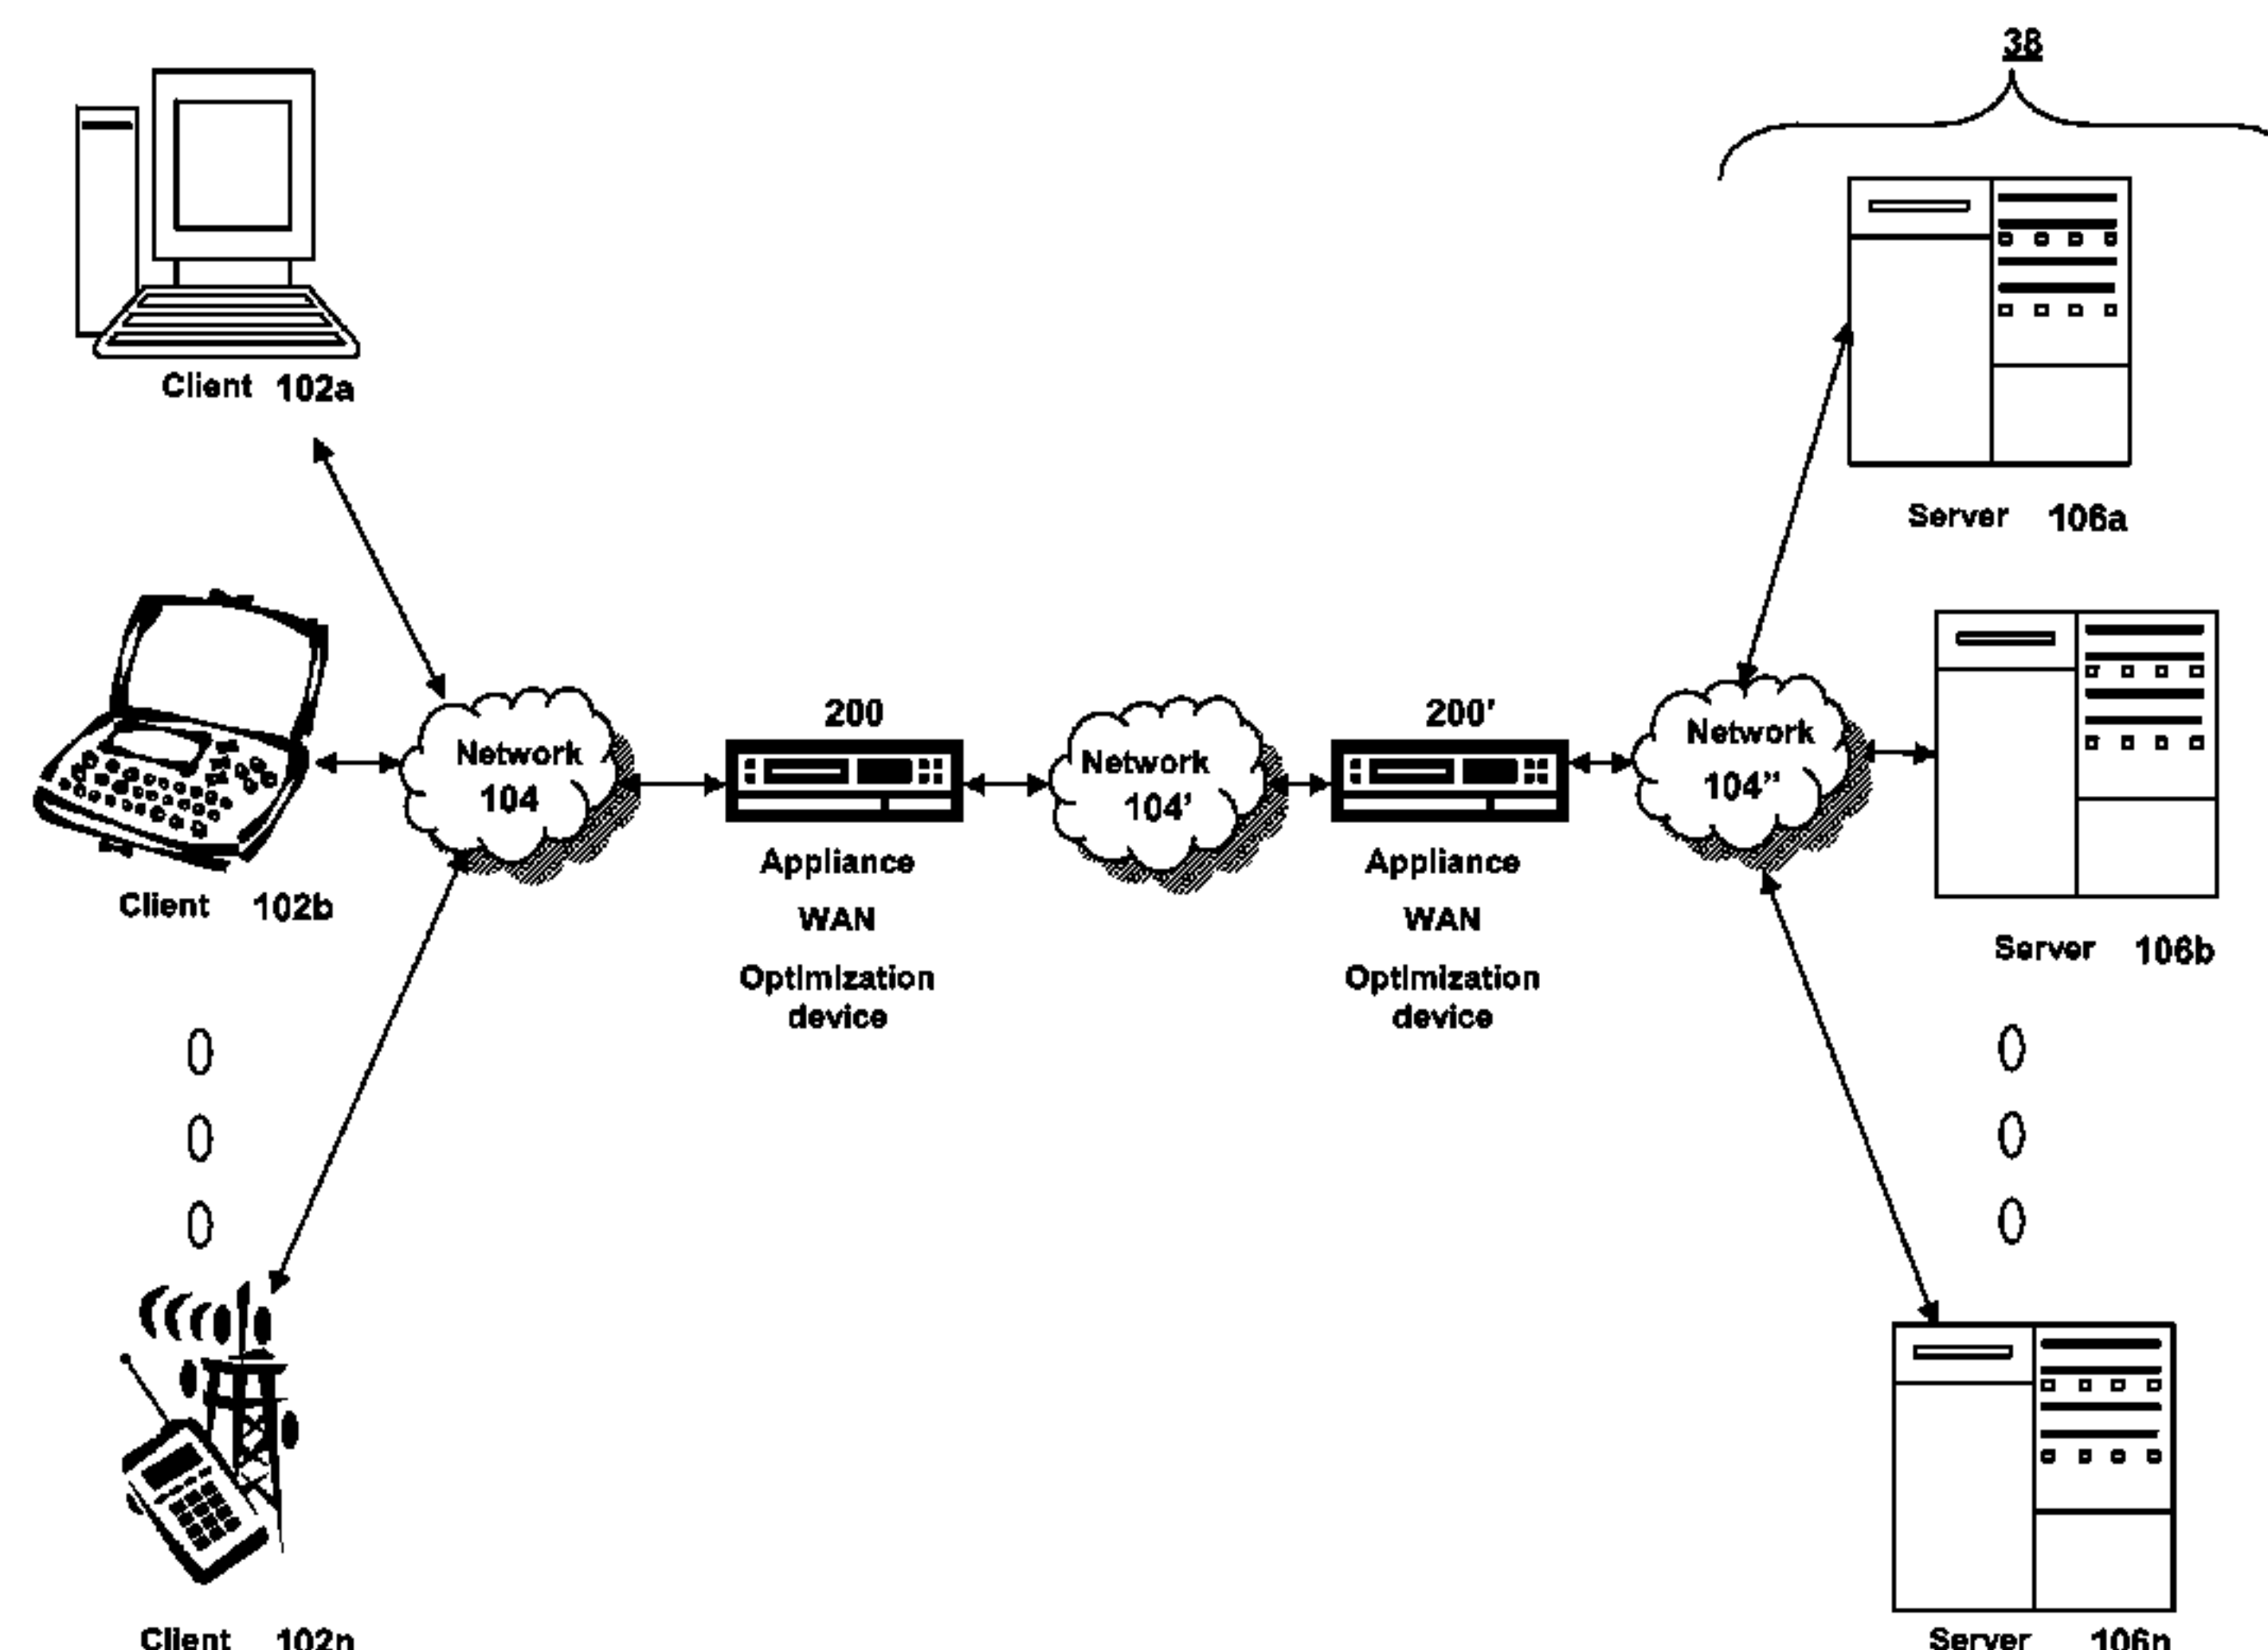 38
Client 102a
Server 106a
200
200'
Network
104
Network
104'
Network
104"
Appliance
WAN
Optimization
device
Appliance
WAN
Optimization
device
Client 102b
Server 106b
Client 102n
Server 106n